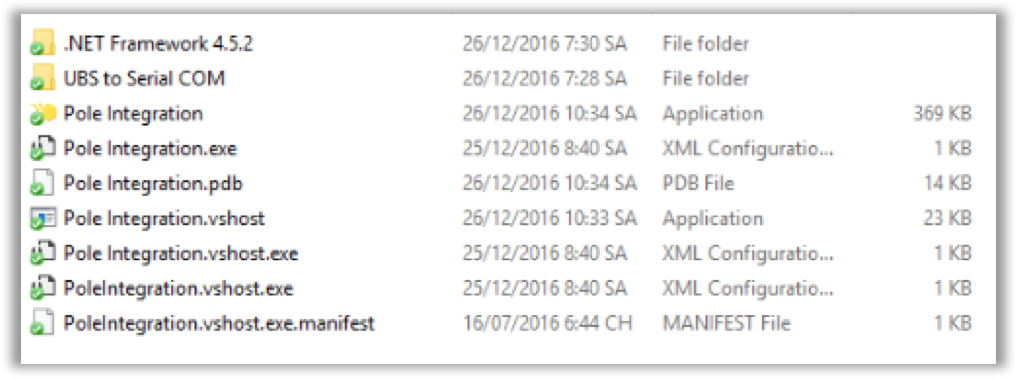 .NET Framework 4.5.2 26/12/2016 7:30 SA File folder
UBS to Serial COM 26/12/2016 7:28 SA File folder
Pole Integration 26/12/2016 10:34 SA Application 369 KB
Pole Integration.exe 25/12/2016 8:40 SA XML Configuratio... 1 KB
Pole Integration.pdb 26/12/2016 10:34 SA PDB File 14 KB
Pole Integration.vshost 26/12/2016 10:33 SA Application 23 KB
Pole Integration.vshost.exe 25/12/2016 8:40 SA XML Configuratio... 1 KB
PoleIntegration.vshost.exe 25/12/2016 8:40 SA XML Configuratio... 1 KB
PoleIntegration.vshost.exe.manifest 16/07/2016 6:44 CH MANIFEST File 1 KB